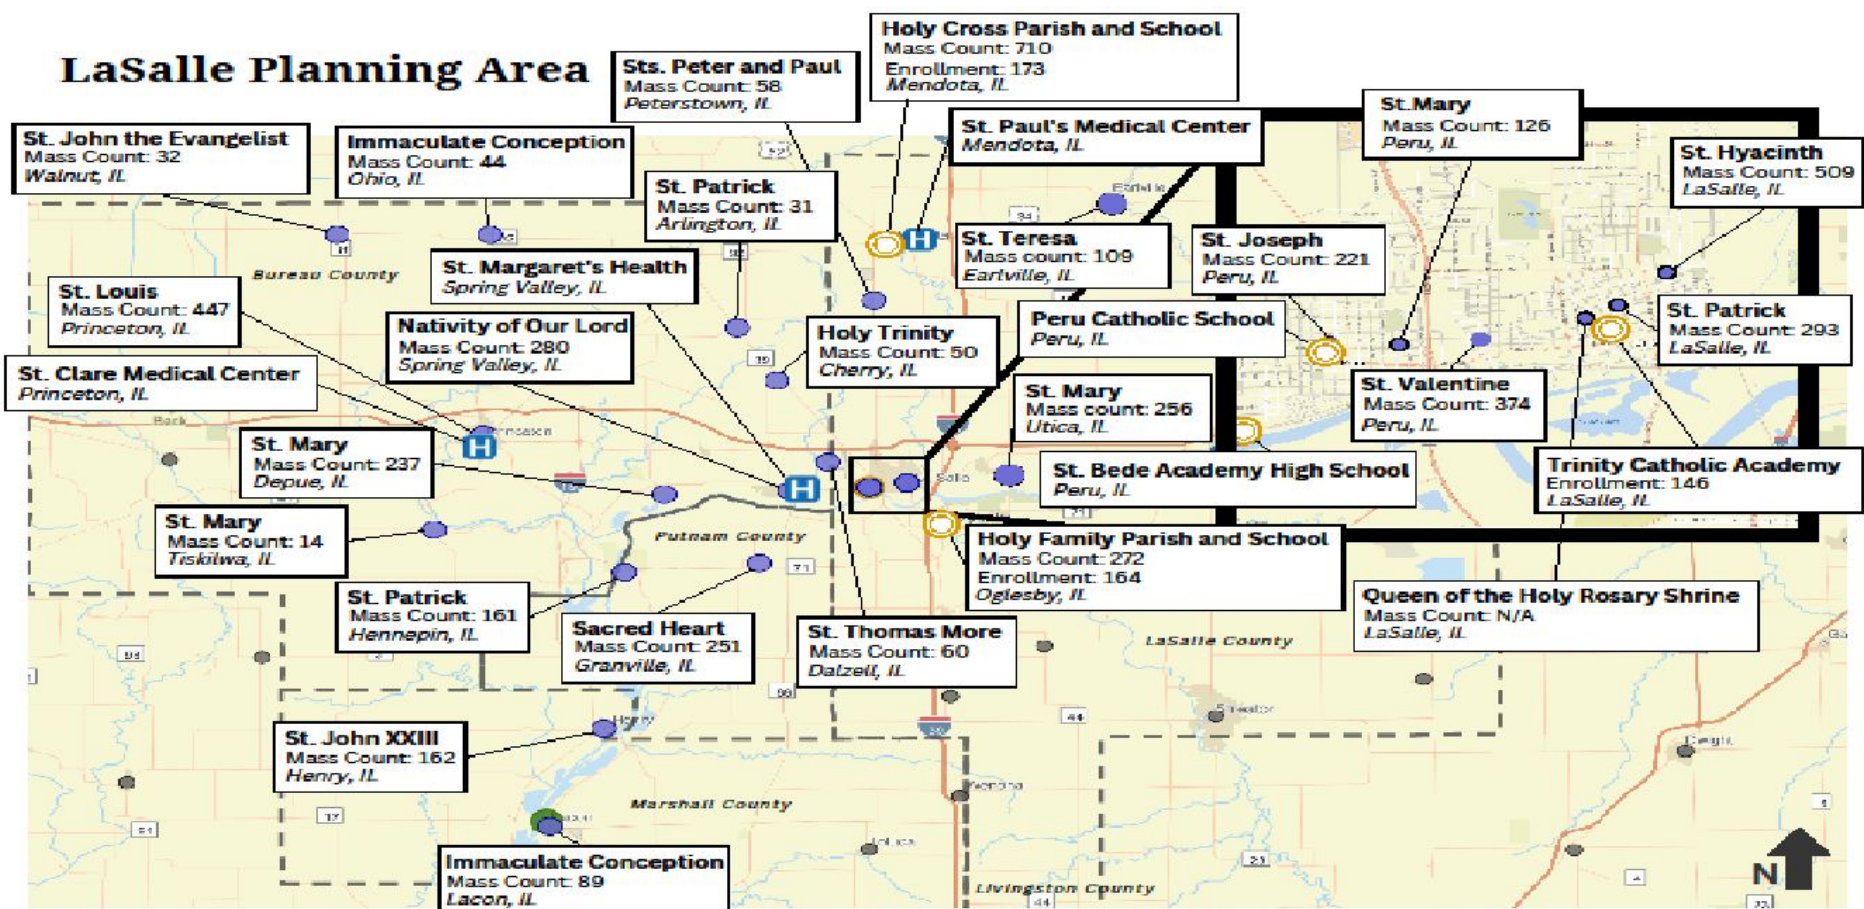 LaSalle Planning Area
Holy Cross Parish and School
Mass Count: 710
Enrollment: 173
Mendota, IL
Sts. Peter and Paul
Mass Count: 58
Peterstown, IL
St. John the Evangelist
Mass Count: 32
Walnut, IL
Immaculate Conception
Mass Count: 44
Ohio, IL
St. Paul's Medical Center
Mendota, IL
St.Mary
Mass Count: 126
Peru, IL
St. Hyacinth
Mass Count: 509
LaSalle, IL
St. Patrick
Mass Count: 31
Arlington, IL
Earlville
St. Teresa
Mass count: 109
Earlville, IL
St. Joseph
Mass Count: 221
Peru, IL
Bureau County
St. Margaret's Health
Spring Valley, IL
St. Louis
Mass Count: 447
Princeton, IL
Nativity of Our Lord
Mass Count: 280
Spring Valley, IL
Holy Trinity
Mass Count: 50
Cherry, IL
Peru Catholic School
Peru, IL
St. Patrick
Mass Count: 293
LaSalle, IL
St. Clare Medical Center
Princeton, IL
St. Mary
Mass count: 256
Utica, IL
St. Valentine
Mass Count: 374
Peru, IL
H
H
H
St. Mary
Mass Count: 237
Depue, IL
St. Bede Academy High School
Peru, IL
Trinity Catholic Academy
Enrollment: 146
LaSalle, IL
St. Mary
Mass Count: 14
Tiskilwa, IL
Putnam County
71
71
Holy Family Parish and School
Mass Count: 272
Enrollment: 164
Oglesby, IL
St. Patrick
Mass Count: 161
Hennepin, IL
Sacred Heart
Mass Count: 251
Granville, IL
St. Thomas More
Mass Count: 60
Dalzell, IL
Queen of the Holy Rosary Shrine
Mass Count: N/A
LaSalle, IL
LaSalle County
Streator
Dwight
St. John XXIII
Mass Count: 162
Henry, IL
Henry
17
Marshall County
Immaculate Conception
Mass Count: 89
Lacon, IL
Livingston County
23
N